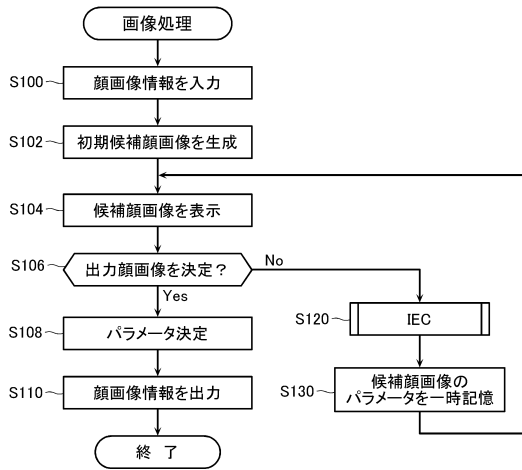 画像処理
S100
顔画像情報を入力
S102
初期候補顔画像を生成
S104
候補顔画像を表示
S106
出力顔画像を決定？
No
Yes
S108
パラメータ決定
S120
IEC
S110
顔画像情報を出力
S130
候補顔画像の
パラメータを一時記憶
終 了